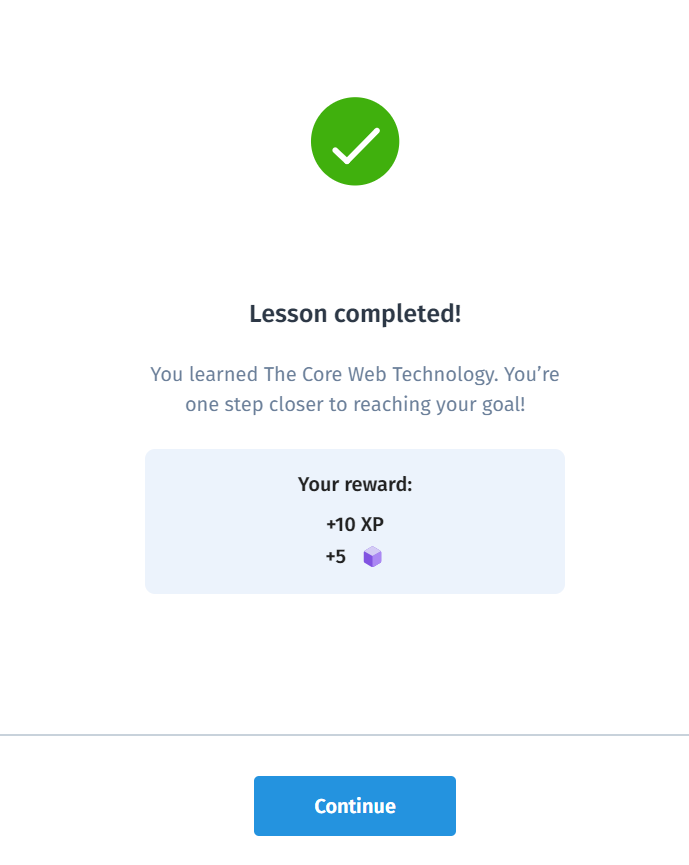 Lesson completed!
You learned The Core Web Technology. You’re
one step closer to reaching your goal!
Your reward:
+10 XP
+5
Continue